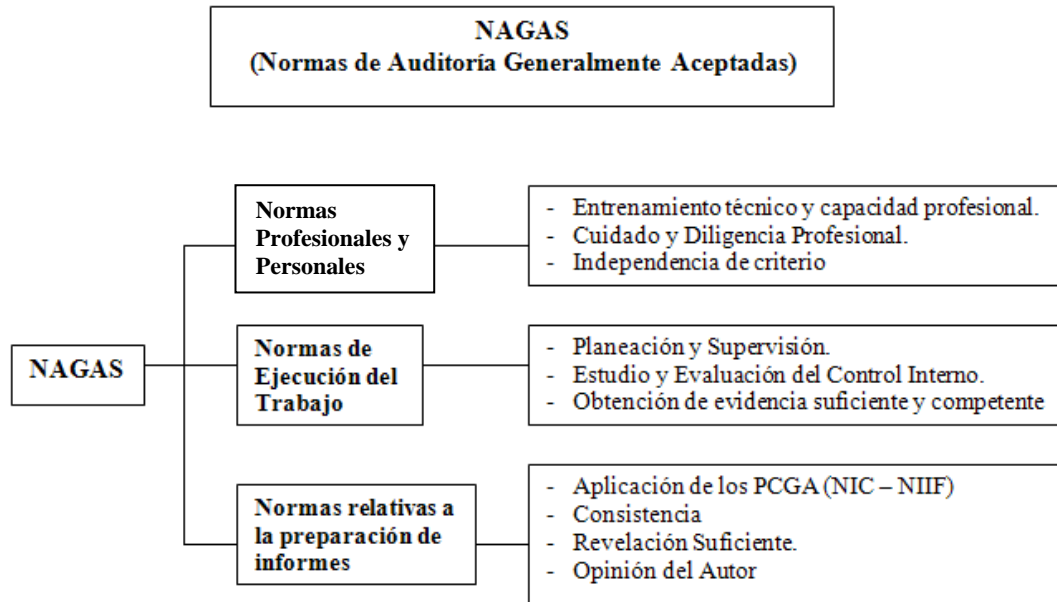 NAGAS
(Normas de Auditoría Generalmente Aceptadas)
Normas
Profesionales y
Personales
- Entrenamiento técnico y capacidad profesional.
- Cuidado y Diligencia Profesional.
- Independencia de criterio
NAGAS
Normas de
Ejecución del
Trabajo
- Planeación y Supervisión.
- Estudio y Evaluación del Control Interno.
- Obtención de evidencia suficiente y competente
Normas relativas a
la preparación de
informes
- Aplicación de los PCGA (NIC – NIIF)
- Consistencia
- Revelación Suficiente.
- Opinión del Autor